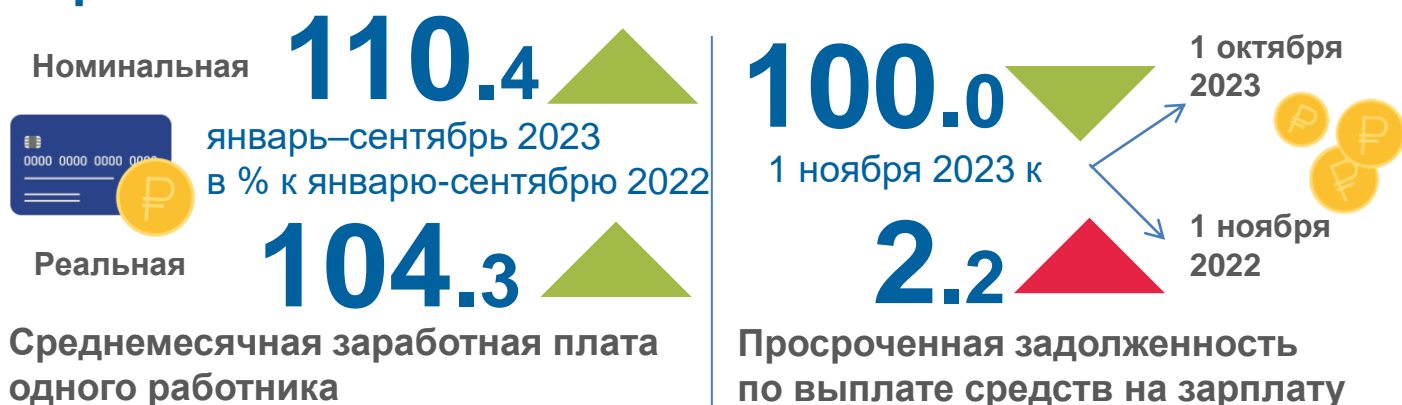 Номинальная
110.4
0000 0000 0000 0000
январь–сентябрь 2023
в % к январю-сентябрю 2022
Реальная
104.3
Среднемесячная заработная плата
одного работника
100.0
1 октября
2023
1 ноября 2023 к
2.2
1 ноября
2022
Просроченная задолженность
по выплате средств на зарплату